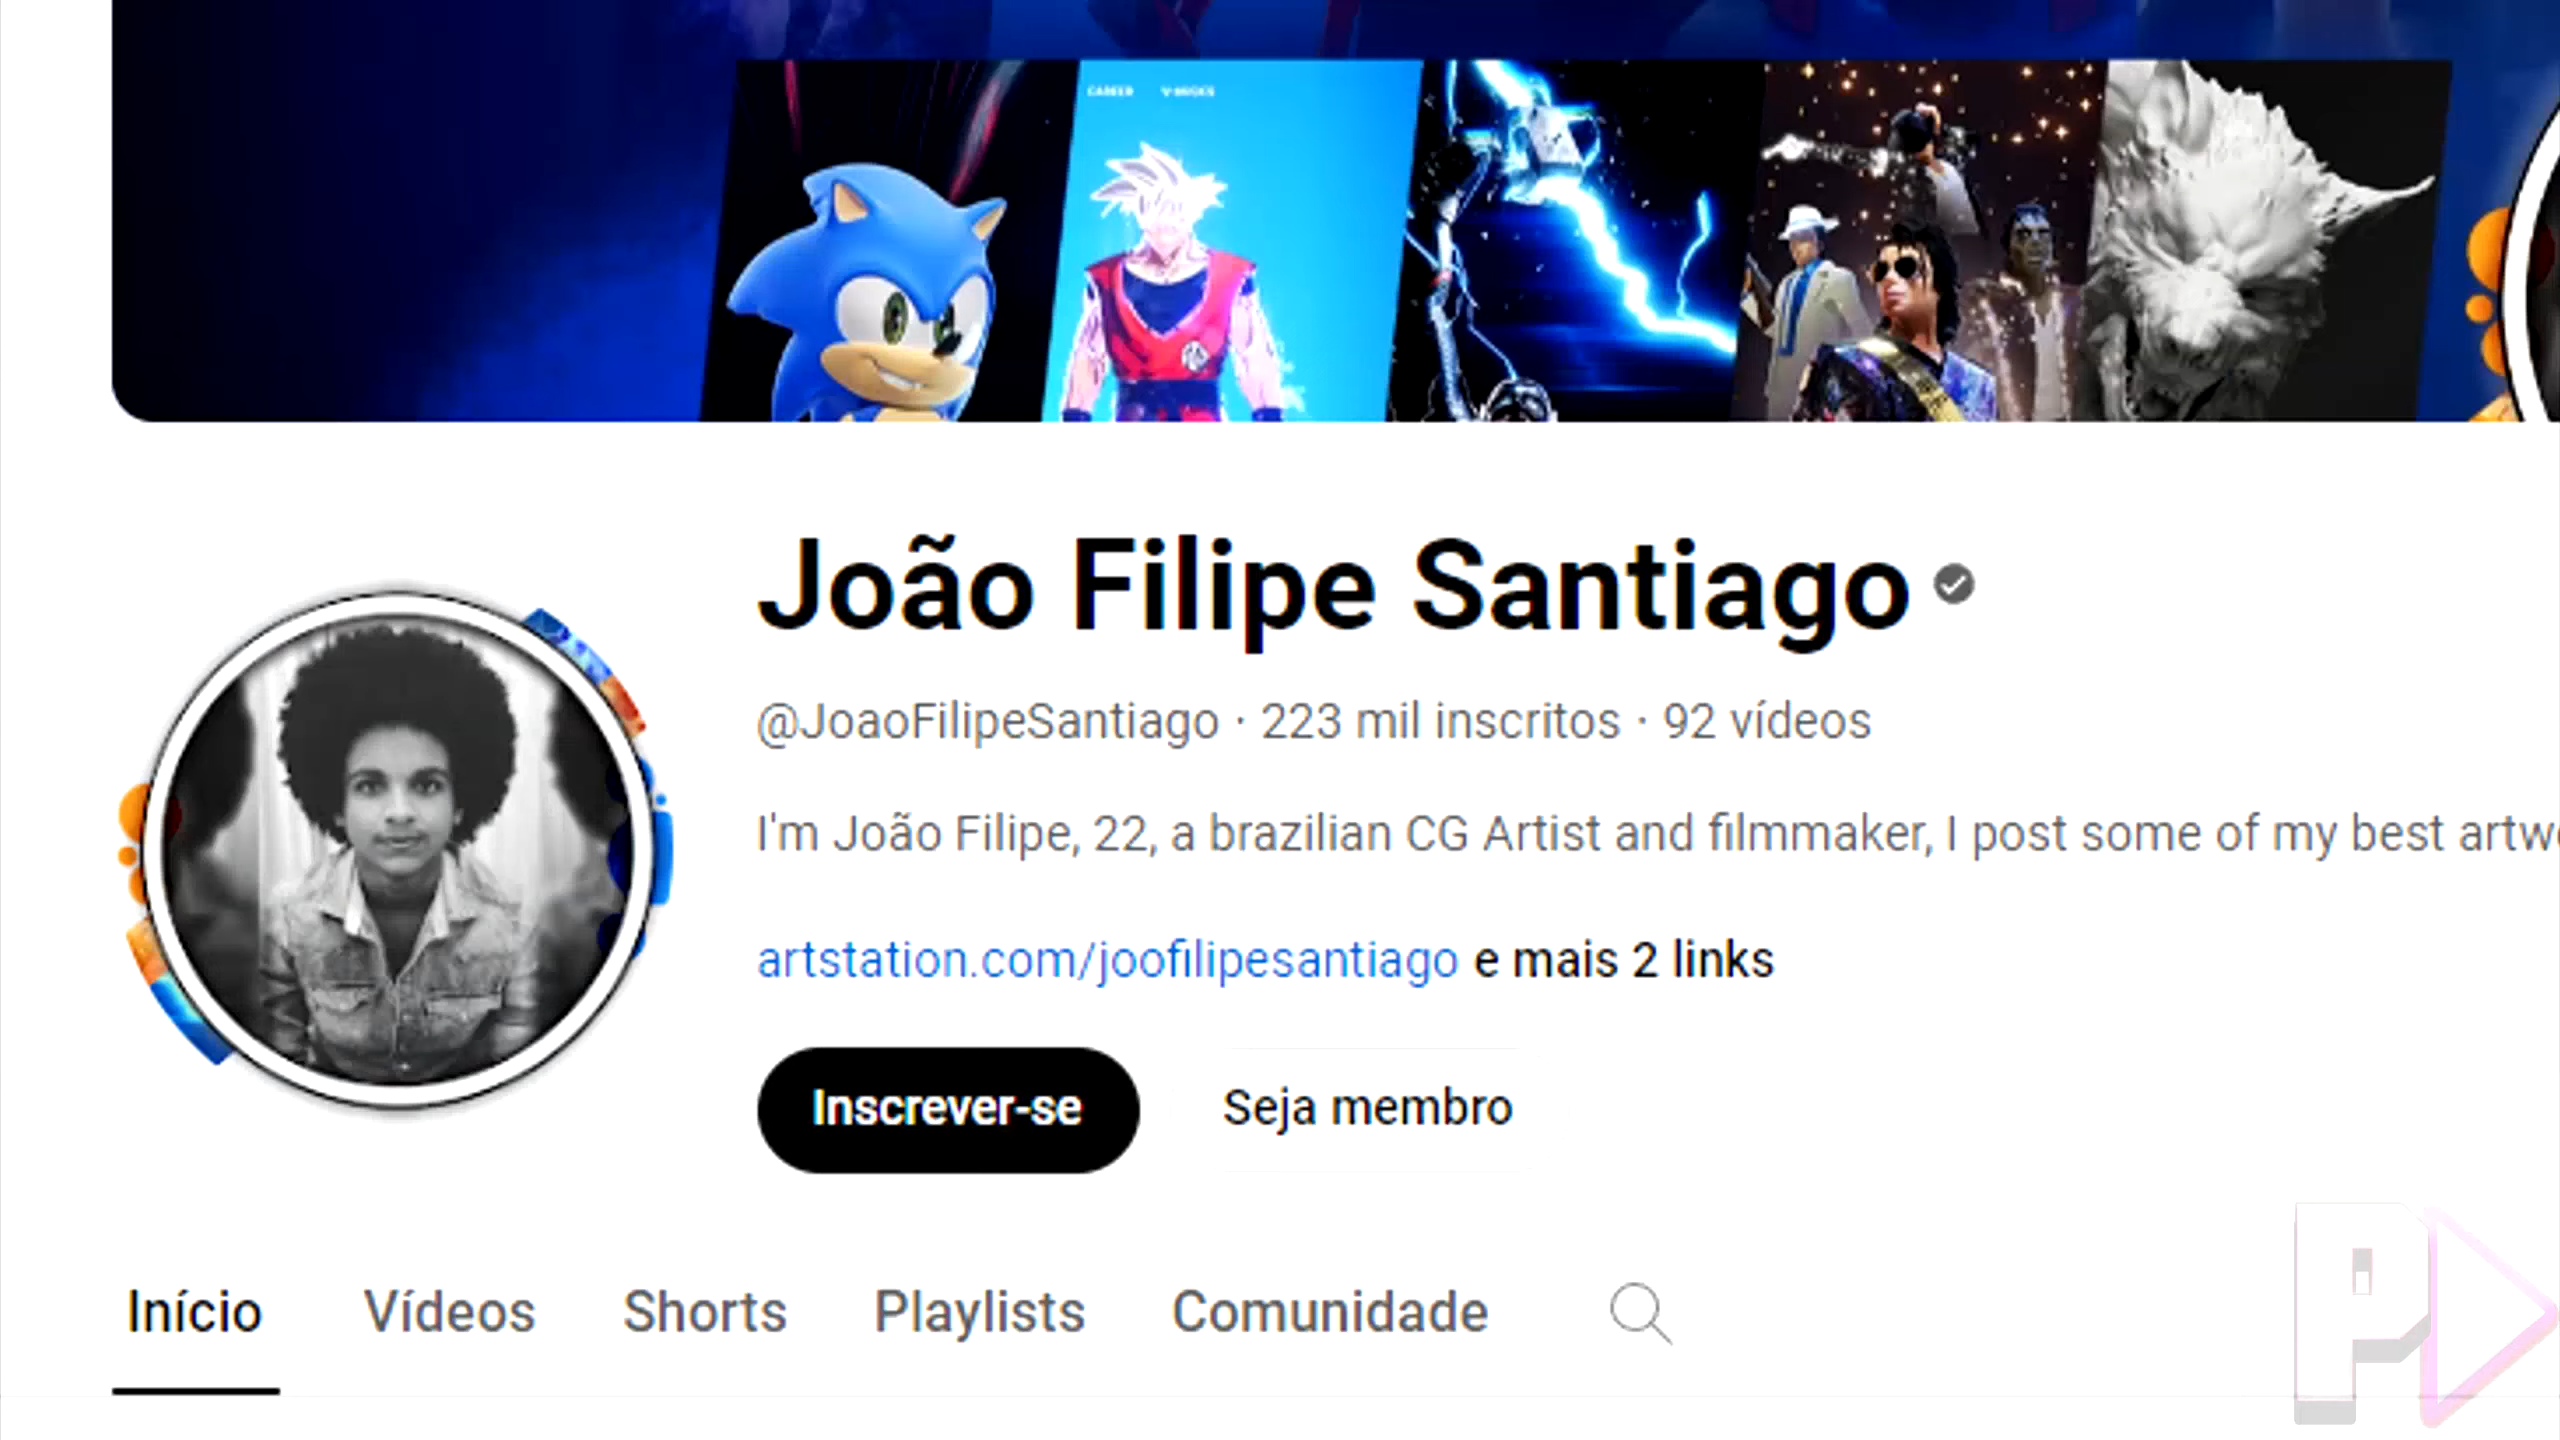 CAREER V-BUCKS
João Filipe Santiago
@JoaoFilipeSantiago · 223 mil inscritos · 92 vídeos
I'm João Filipe, 22, a brazilian CG Artist and filmmaker, I post some of my best artw
artstation.com/joofilipesantiago e mais 2 links
Inscrever-se Seja membro
Início Vídeos Shorts Playlists Comunidade
P